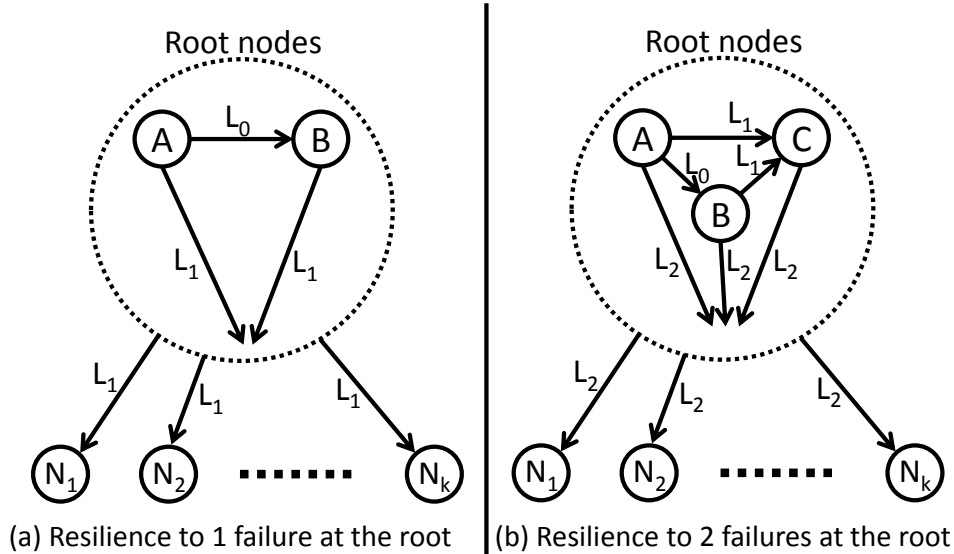 Root nodes
A
L0
B
L1
L1
L1
L1
L1
N1
N2
Nk
(a) Resilience to 1 failure at the root
Root nodes
A
L1
C
L0
L1
B
L2
L2
L2
L2
L2
L2
N1
N2
Nk
(b) Resilience to 2 failures at the root